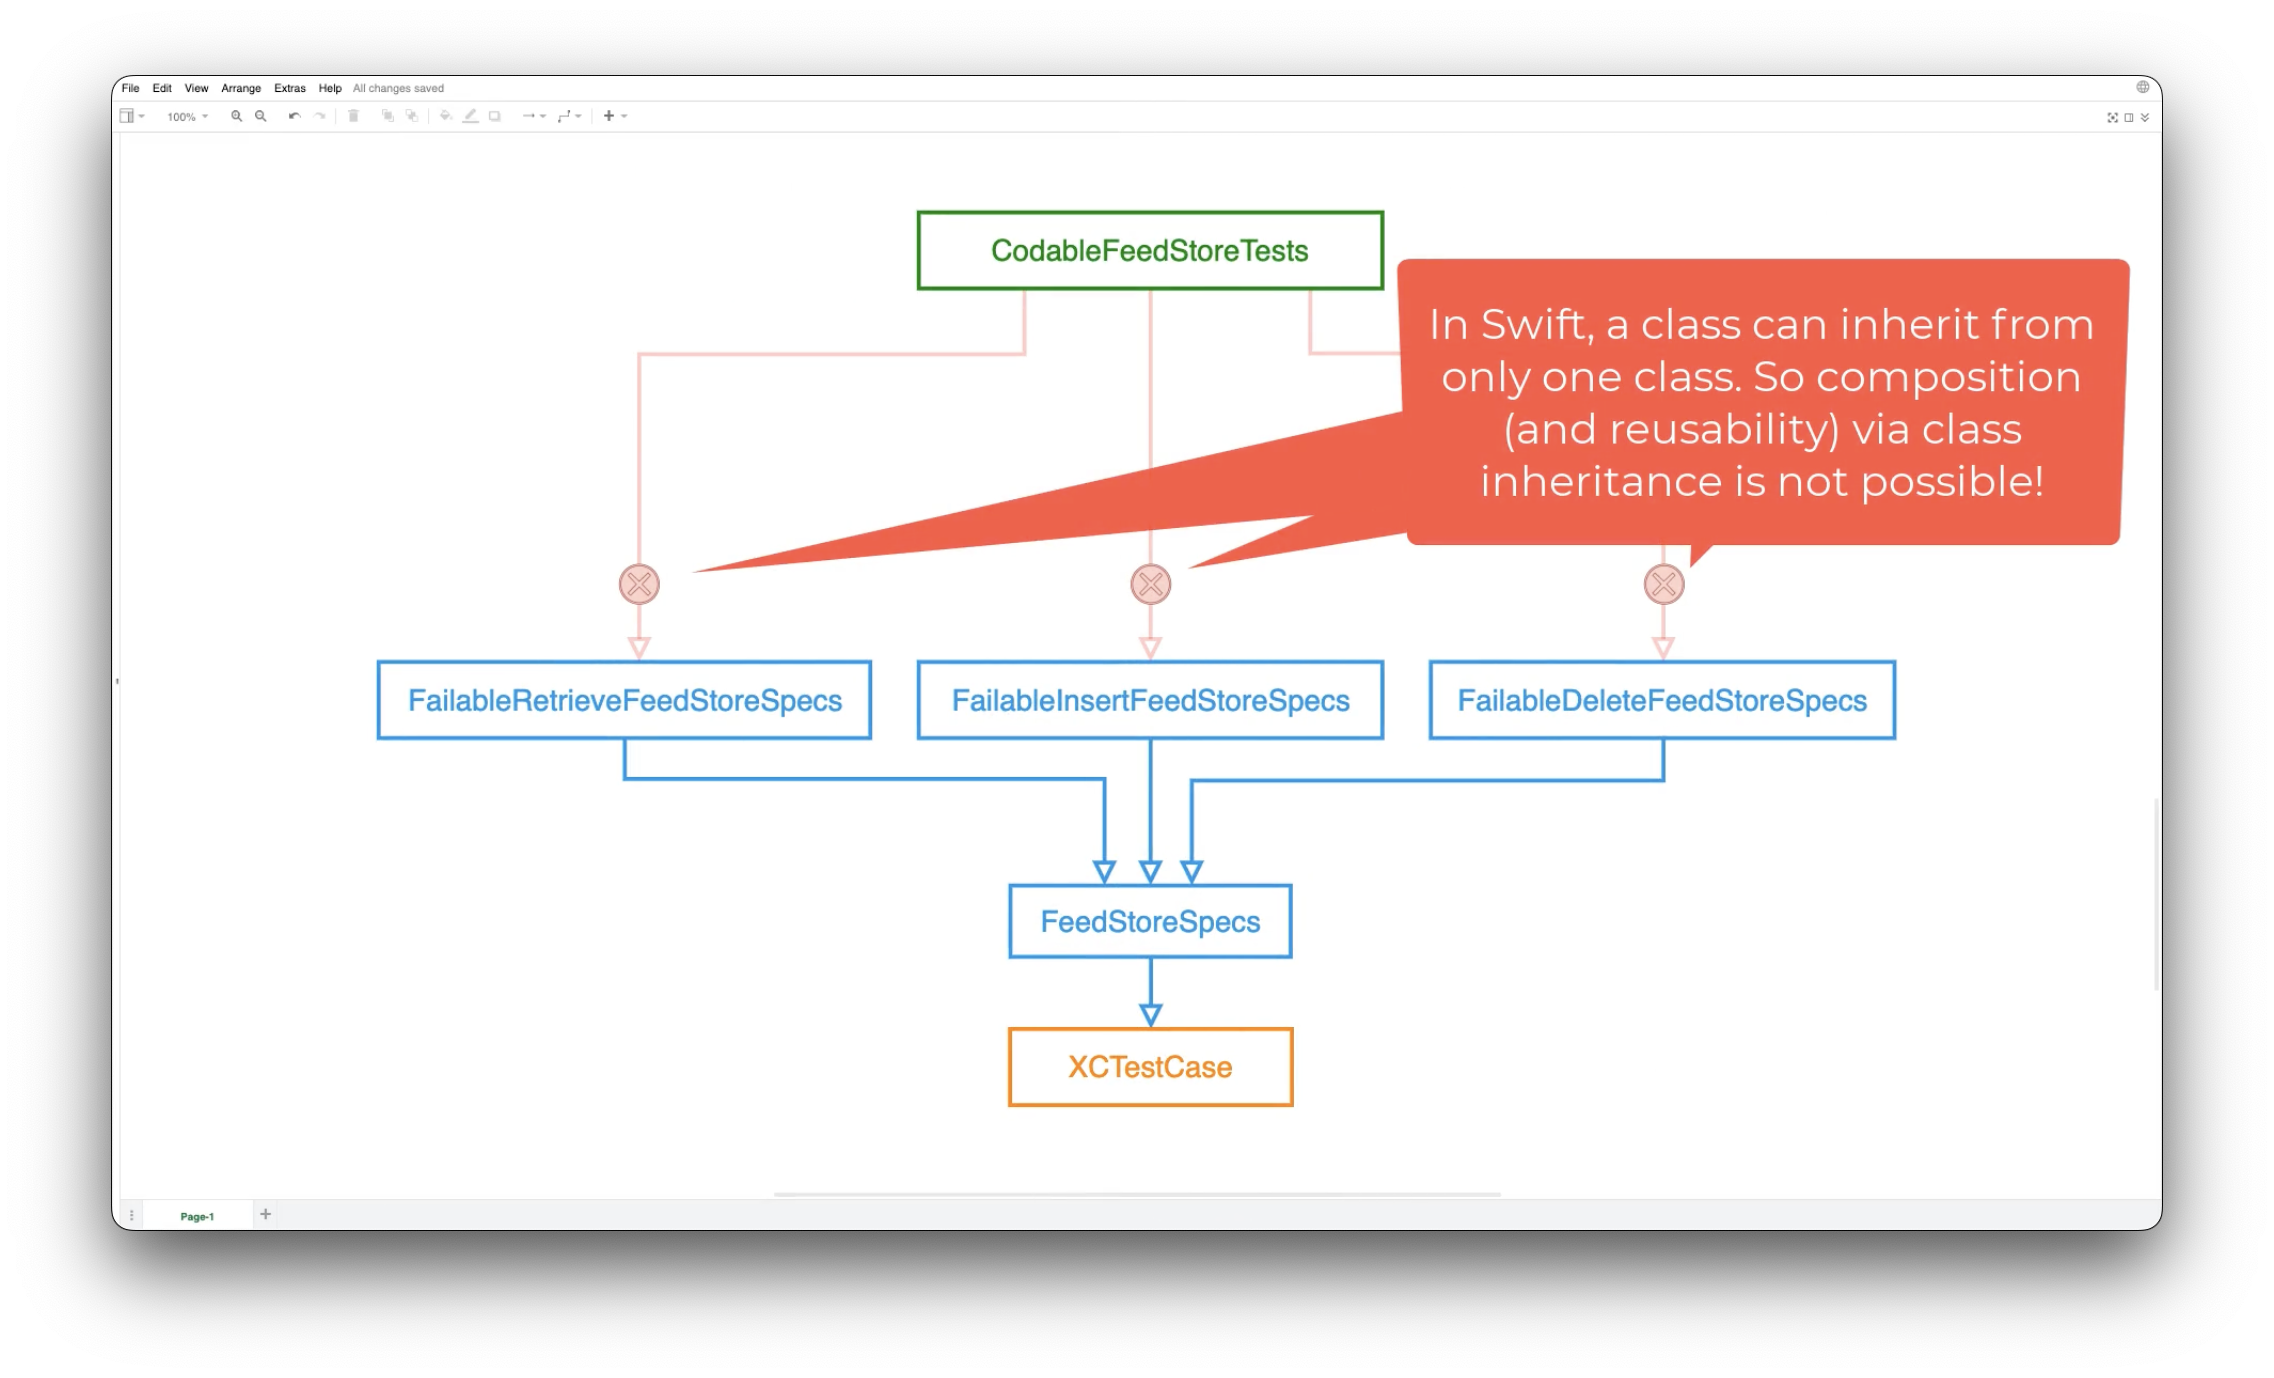 File Edit View Arrange Extras Help All changes saved
100%
CodableFeedStoreTests
In Swift, a class can inherit from
only one class. So composition
(and reusability) via class
inheritance is not possible!
FailableRetrieveFeedStoreSpecs
FailableInsertFeedStoreSpecs
FailableDeleteFeedStoreSpecs
FeedStoreSpecs
XCTestCase
Page-1